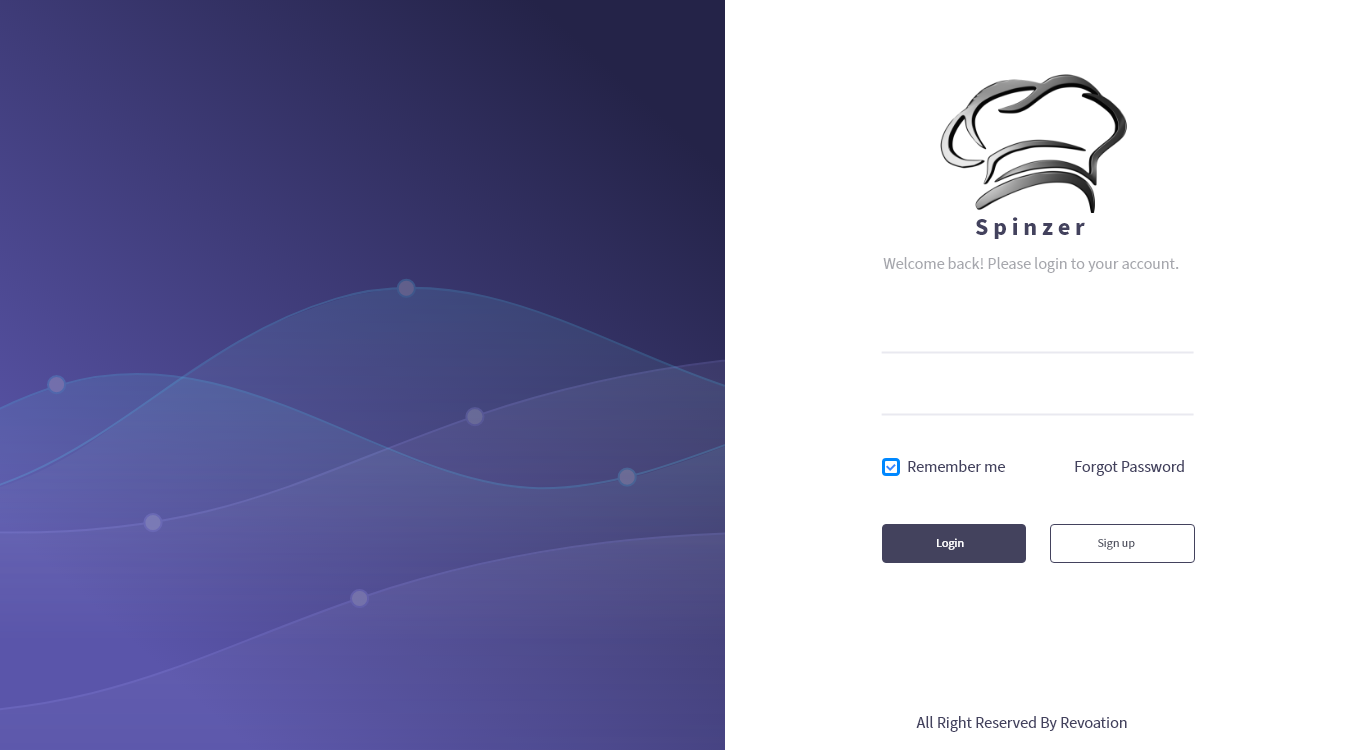 Spinzer
Welcome back! Please login to your account.
Remember me
Forgot Password
Login
Sign up
All Right Reserved By Revoation